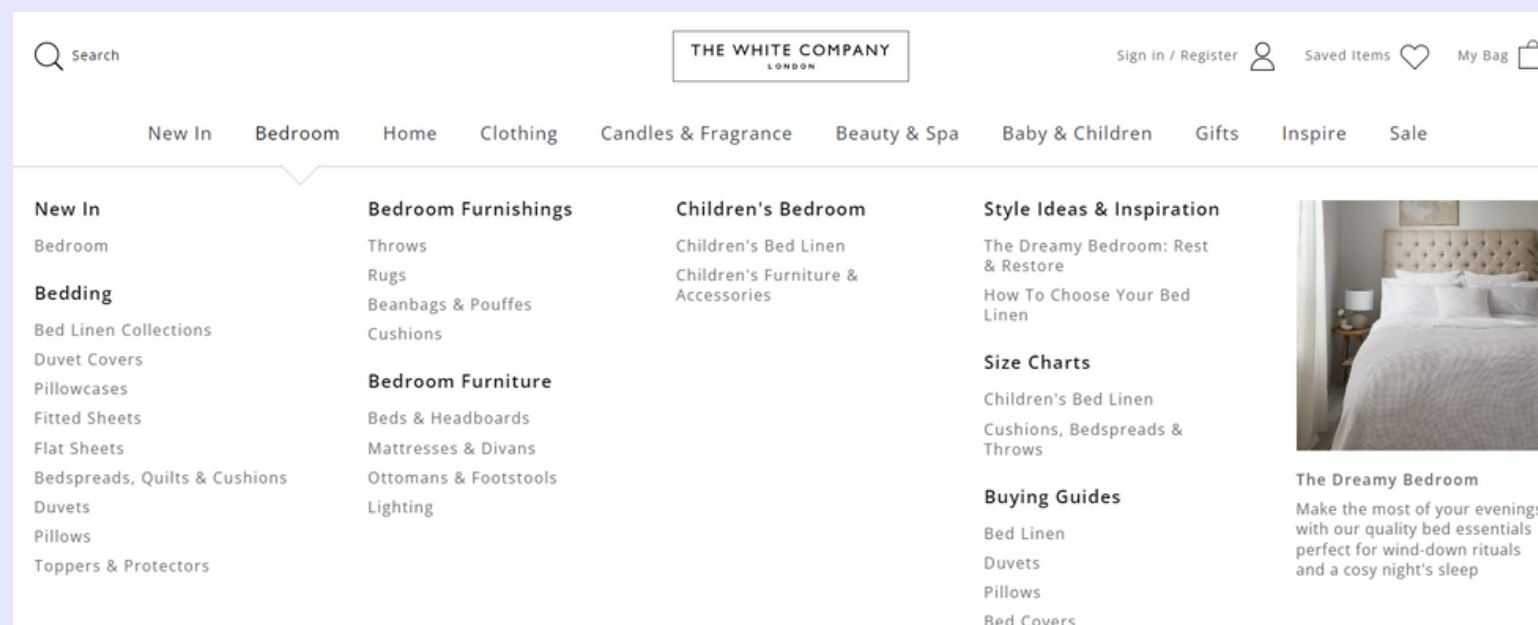 Search
THE WHITE COMPANY
LONDON
Sign in / Register
Saved Items
My Bag
New In
Bedroom
Home
Clothing
Candles & Fragrance
Beauty & Spa
Baby & Children
Gifts
Inspire
Sale
New In
Bedroom
Bedding
Bed Linen Collections
Duvet Covers
Pillowcases
Fitted Sheets
Flat Sheets
Bedspreads, Quilts & Cushions
Duvets
Pillows
Toppers & Protectors
Bedroom Furnishings
Throws
Rugs
Beanbags & Pouffes
Cushions
Bedroom Furniture
Beds & Headboards
Mattresses & Divans
Ottomans & Footstools
Lighting
Children's Bedroom
Children's Bed Linen
Children's Furniture &
Accessories
Style Ideas & Inspiration
The Dreamy Bedroom: Rest
& Restore
How To Choose Your Bed
Linen
Size Charts
Children's Bed Linen
Cushions, Bedspreads &
Throws
Buying Guides
Bed Linen
Duvets
Pillows
Bed Covers
The Dreamy Bedroom
Make the most of your evenings
with our quality bed essentials
perfect for wind-down rituals
and a cosy night's sleep